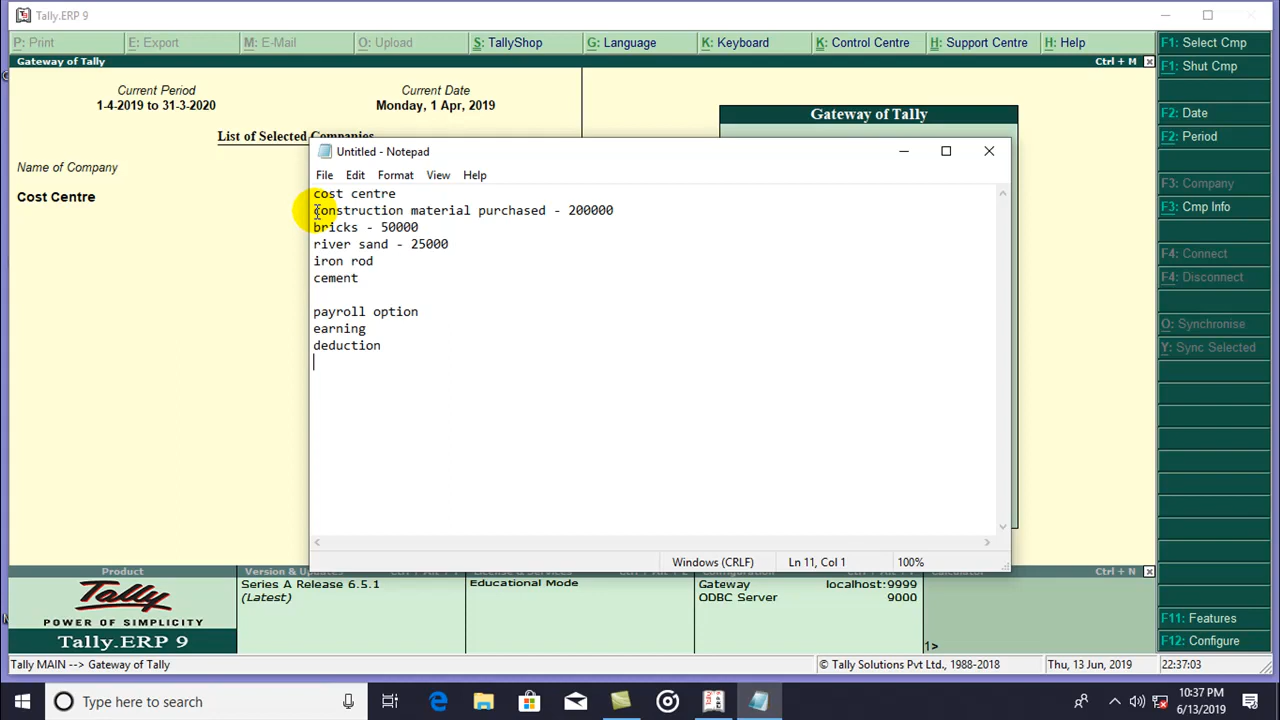 Tally.ERP 9
P: Print
E: Export
M: E-Mail
O: Upload
S: TallyShop
G: Language
K: Keyboard
K: Control Centre
H: Support Centre
H: Help
F1: Select Cmp
F1: Shut Cmp
F2: Date
F2: Period
F3: Company
F3: Cmp Info
F4: Connect
F4: Disconnect
O: Synchronise
Y: Sync Selected
F11: Features
F12: Configure
Gateway of Tally
Ctrl + M
Current Period
1-4-2019 to 31-3-2020
Current Date
Monday, 1 Apr, 2019
List of Selected Companies
Name of Company
Cost Centre
Gateway of Tally
Untitled - Notepad
File Edit Format View Help
cost centre
construction material purchased - 200000
bricks - 50000
river sand - 25000
iron rod
cement
payroll option
earning
deduction
Windows (CRLF)
Ln 11, Col 1
100%
Product
Tally
POWER OF SIMPLICITY
Tally.ERP 9
Series A Release 6.5.1
(Latest)
Educational Mode
Gateway localhost:9999
ODBC Server 9000
Ctrl + N
1>
Tally MAIN --> Gateway of Tally
© Tally Solutions Pvt Ltd., 1988-2018
Thu, 13 Jun, 2019
22:37:03
Type here to search
10:37 PM
6/13/2019